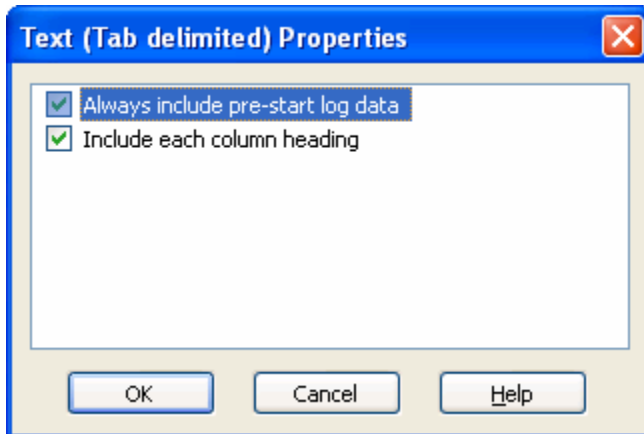 Text (Tab delimited) Properties
Always include pre-start log data
Include each column heading
OK Cancel Help